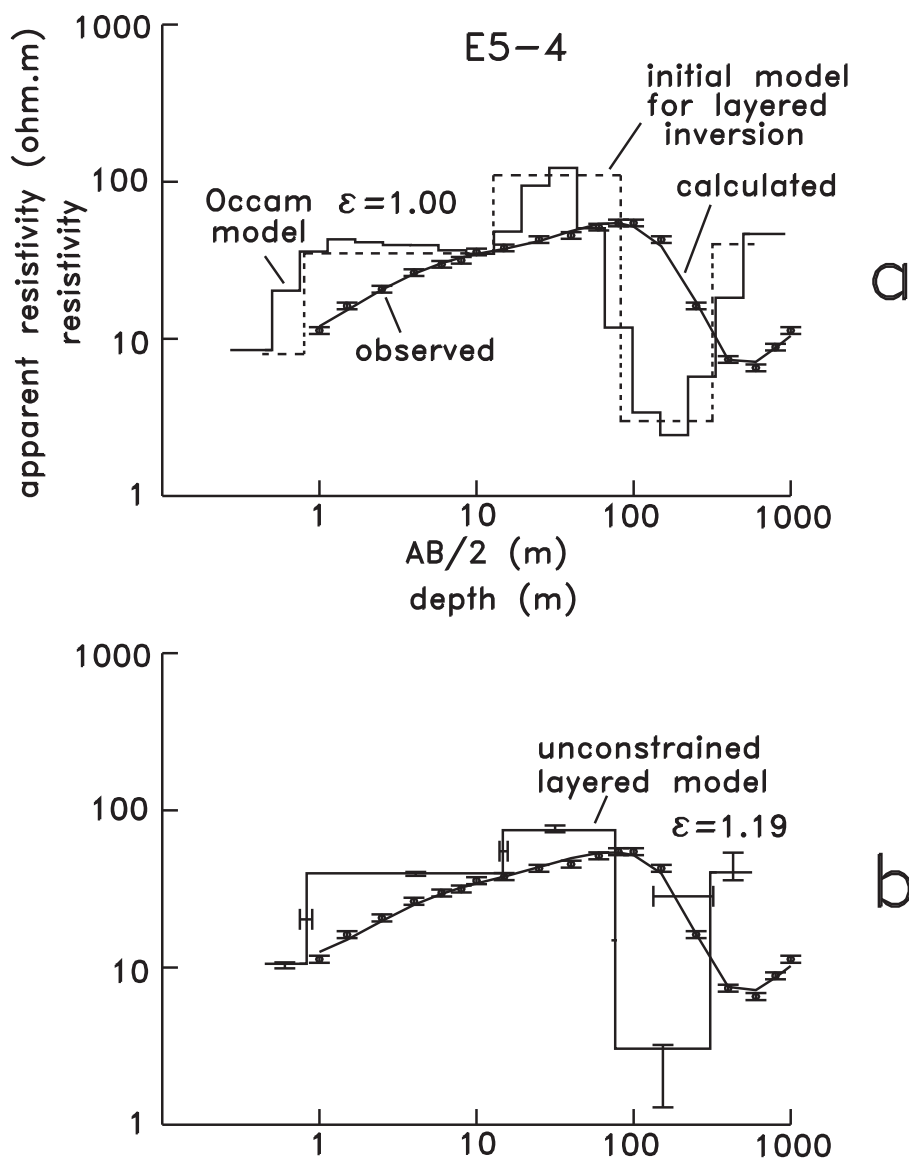 E5-4
1000
100
10
1
apparent resistivity (ohm.m)
resistivity
initial model
for layered
inversion
calculated
Occam
model
ε=1.00
observed
a
1
10
100
1000
AB/2 (m)
depth (m)
1000
100
10
1
unconstrained
layered model
ε=1.19
b
1
10
100
1000